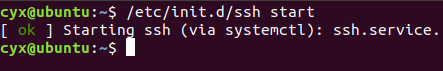 cyx@ubuntu:~$ /etc/init.d/ssh start
[ ok ] Starting ssh (via systemctl): ssh.service.
cyx@ubuntu:~$